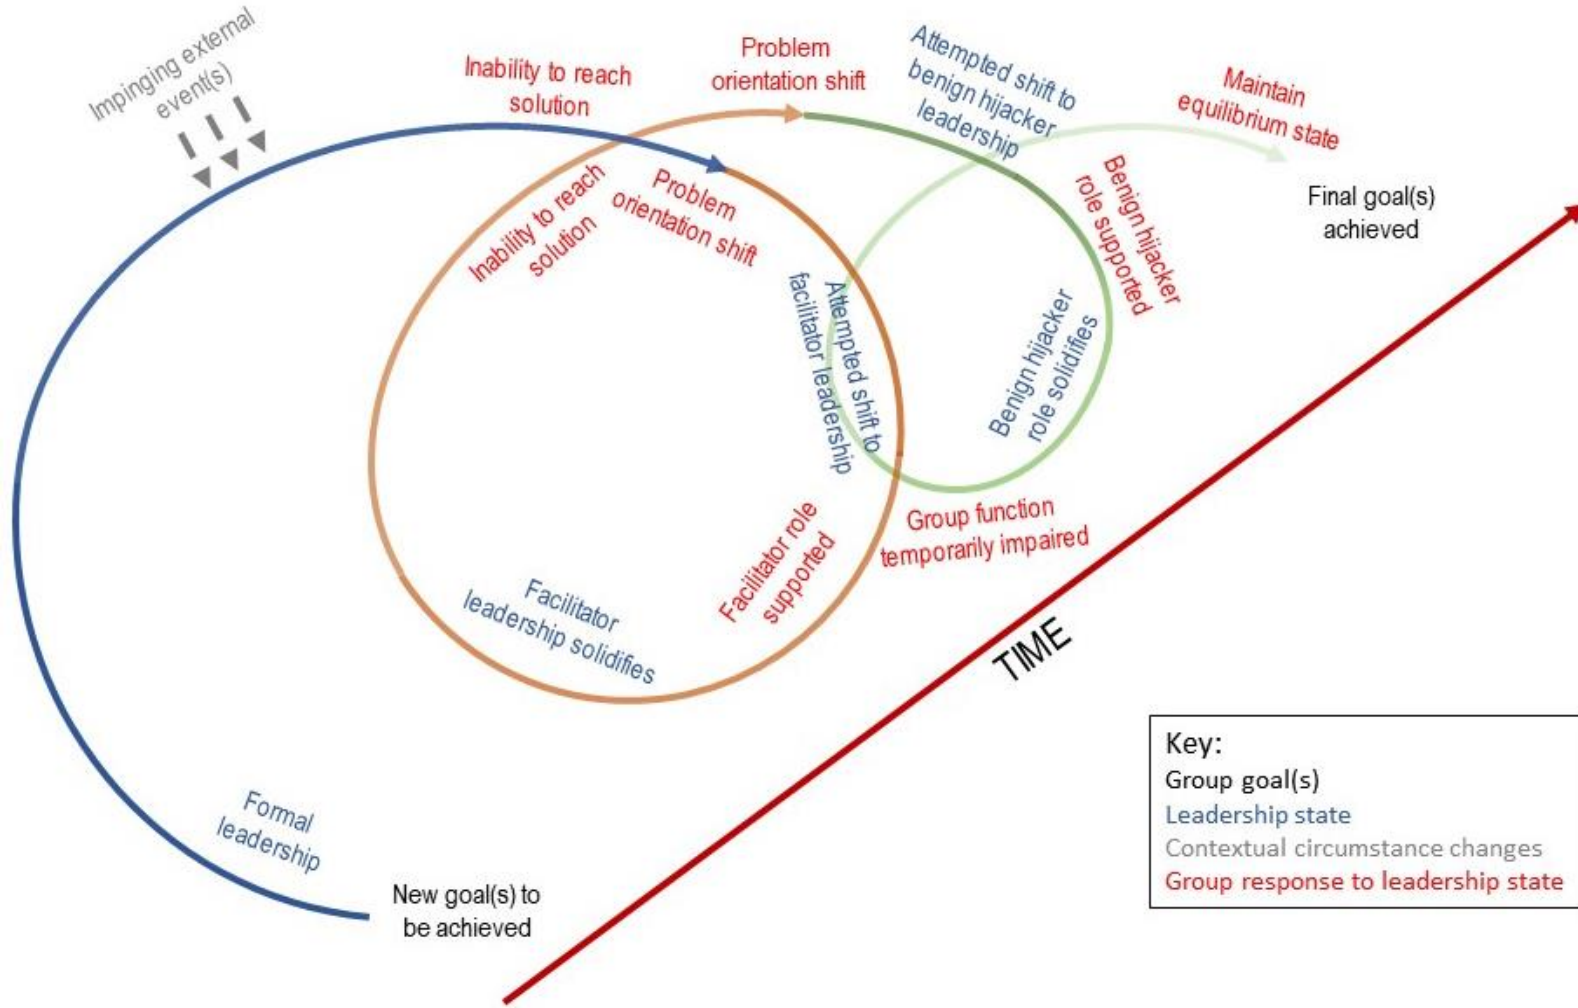 Impinging external
event(s)
Inability to reach
solution
Problem
orientation shift
Attempted shift to
benign hijacker
leadership
Maintain
equilibrium state
Final goal(s)
achieved
Benign hijacker
role supported
Inability to reach
solution
Problem
orientation shift
Attempted shift to
facilitator leadership
Benign hijacker
role solidifies
Group function
temporarily impaired
Facilitator role
supported
Facilitator
leadership solidifies
TIME
Formal
leadership
New goal(s) to
be achieved
Key:
Group goal(s)
Leadership state
Contextual circumstance changes
Group response to leadership state